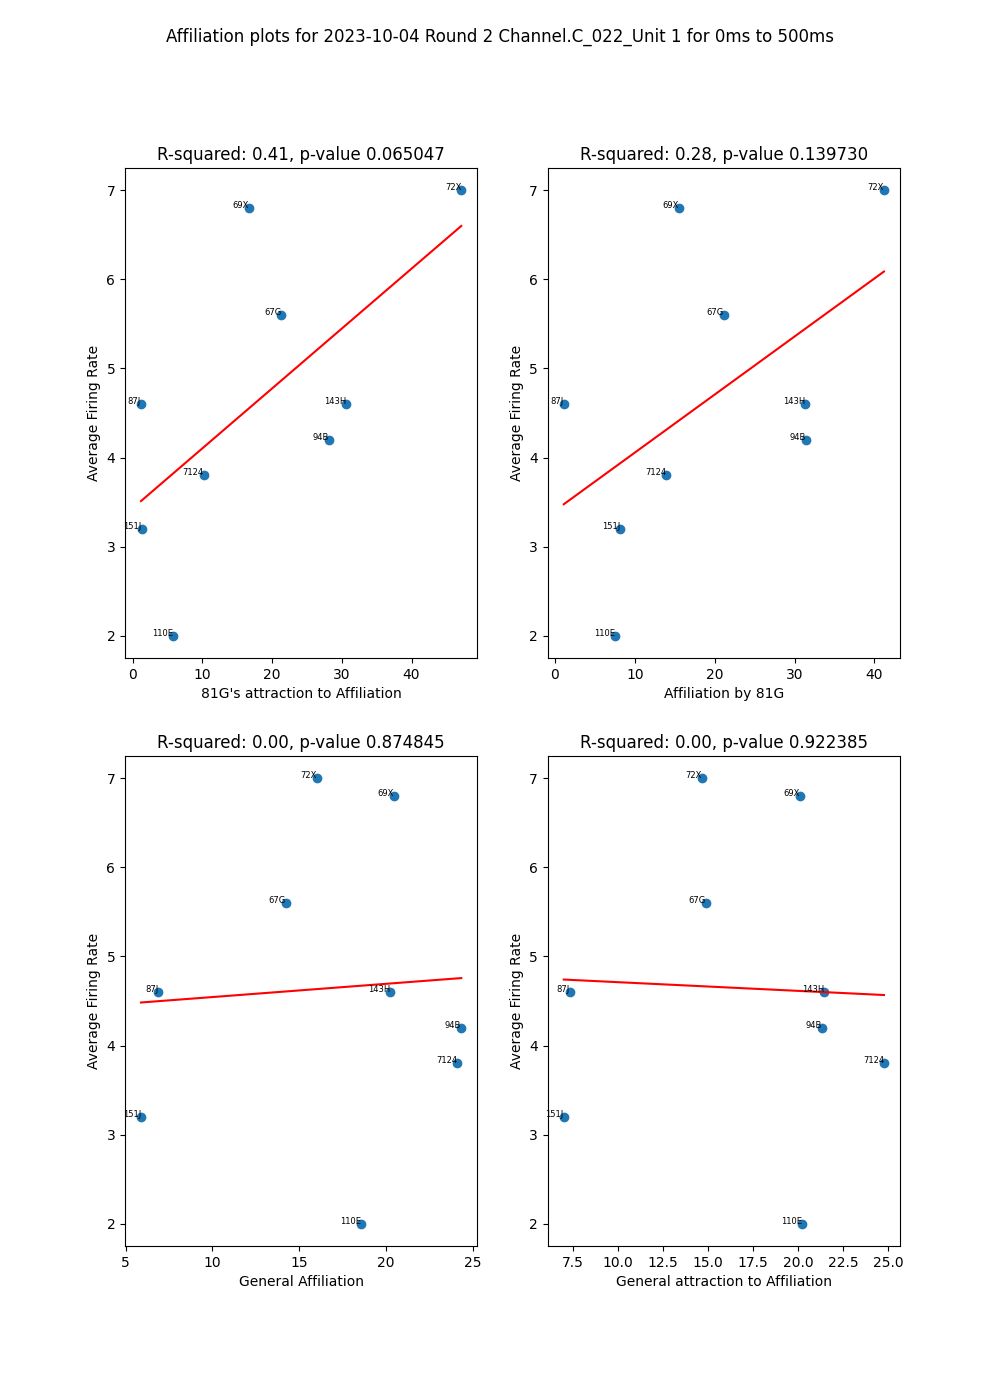 Affiliation plots for 2023-10-04 Round 2 Channel.C_022_Unit 1 for 0ms to 500ms
R-squared: 0.41, p-value 0.065047
7
6
5
4
3
2
Average Firing Rate
72X
69X
67G
87J
143H
94B
7124
151J
110E
0 10 20 30 40
81G's attraction to Affiliation
R-squared: 0.28, p-value 0.139730
7
6
5
4
3
2
Average Firing Rate
72X
69X
67G
87J
143H
94B
7124
151J
110E
0 10 20 30 40
Affiliation by 81G
R-squared: 0.00, p-value 0.874845
7
6
5
4
3
2
Average Firing Rate
72X
69X
67G
87J
143H
94B
7124
151J
110E
5 10 15 20 25
General Affiliation
R-squared: 0.00, p-value 0.922385
7
6
5
4
3
2
Average Firing Rate
72X
69X
67G
87J
143H
94B
7124
151J
110E
7.5 10.0 12.5 15.0 17.5 20.0 22.5 25.0
General attraction to Affiliation